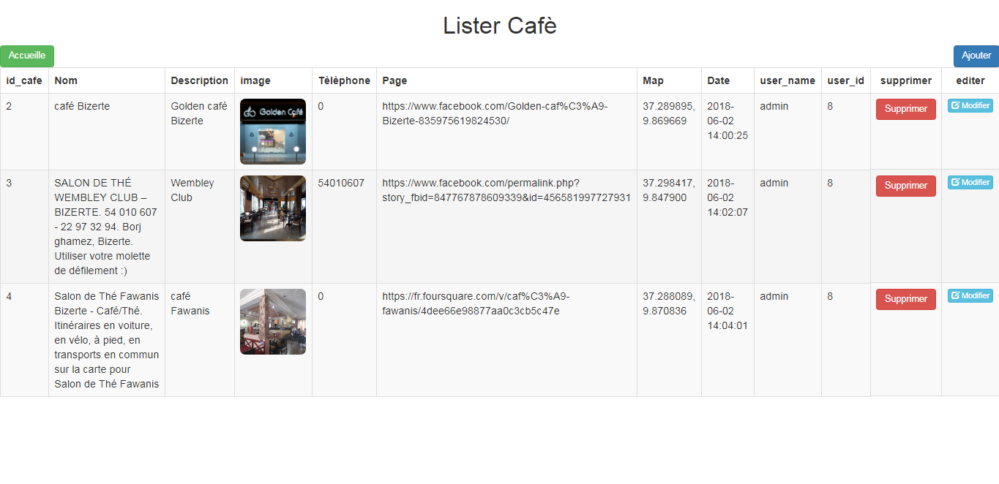 Lister Cafè
Accueille
Ajouter
id_cafe
Nom
Description
image
Tèlèphone
Page
Map
Date
user_name
user_id
supprimer
editer
2
café Bizerte
Golden café
Bizerte
Golden Café
0
https://www.facebook.com/Golden-caf%C3%A9-
Bizerte-835975619824530/
37.289895,
9.869669
2018-
06-02
14:00:25
admin
8
Supprimer
Modifier
3
SALON DE THÉ
WEMBLEY CLUB –
BIZERTE. 54 010 607
- 22 97 32 94. Borj
ghamez, Bizerte.
Utiliser votre molette
de défilement :)
Wembley
Club
54010607
https://www.facebook.com/permalink.php?
story_fbid=847767878609339&id=456581997727931
37.298417,
9.847900
2018-
06-02
14:02:07
admin
8
Supprimer
Modifier
4
Salon de Thé Fawanis
Bizerte - Café/Thé.
Itinéraires en voiture,
en vélo, à pied, en
transports en commun
sur la carte pour
Salon de Thé Fawanis
café
Fawanis
0
https://fr.foursquare.com/v/caf%C3%A9-
fawanis/4dee66e98877aa0c3cb5c47e
37.288089,
9.870836
2018-
06-02
14:04:01
admin
8
Supprimer
Modifier